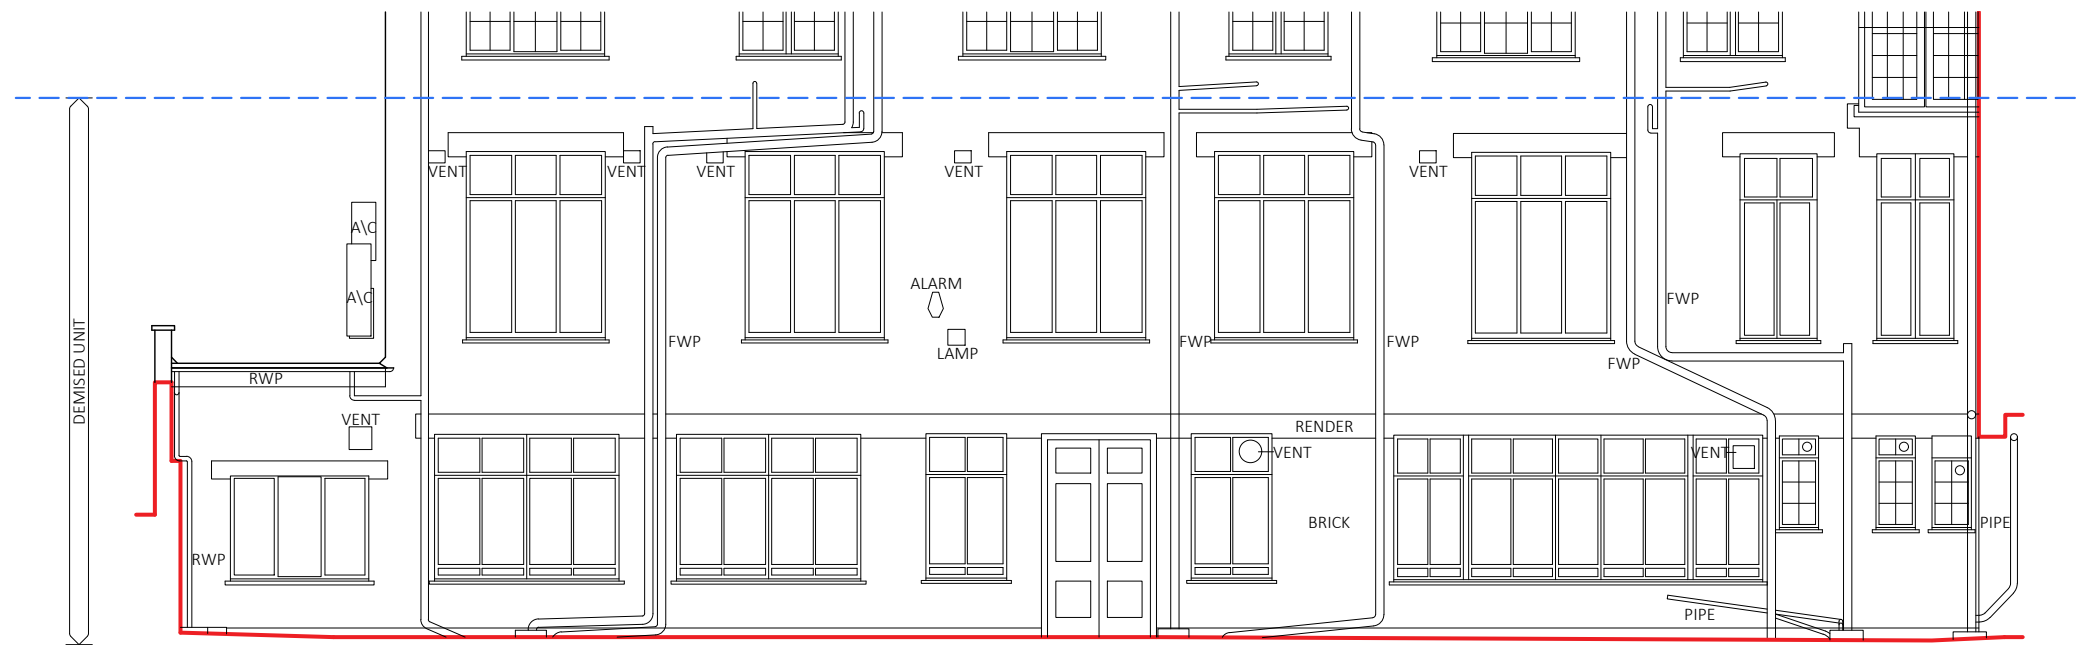 VENT
VENT
VENT
VENT
VENT
A\C
A\C
ALARM
FWP
DEMISED UNIT
FWP
FWP
FWP
LAMP
FWP
RWP
VENT
RENDER
VENT
VENT
BRICK
PIPE
RWP
PIPE